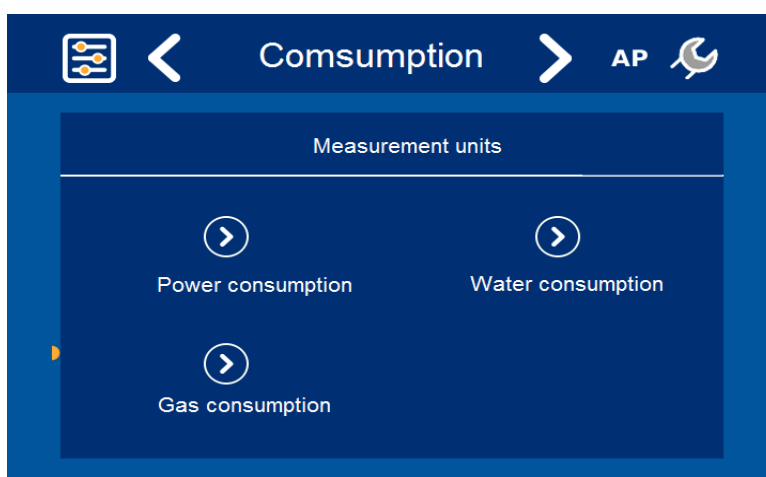 Comsumption
AP
Measurement units
Power consumption
Water consumption
Gas consumption